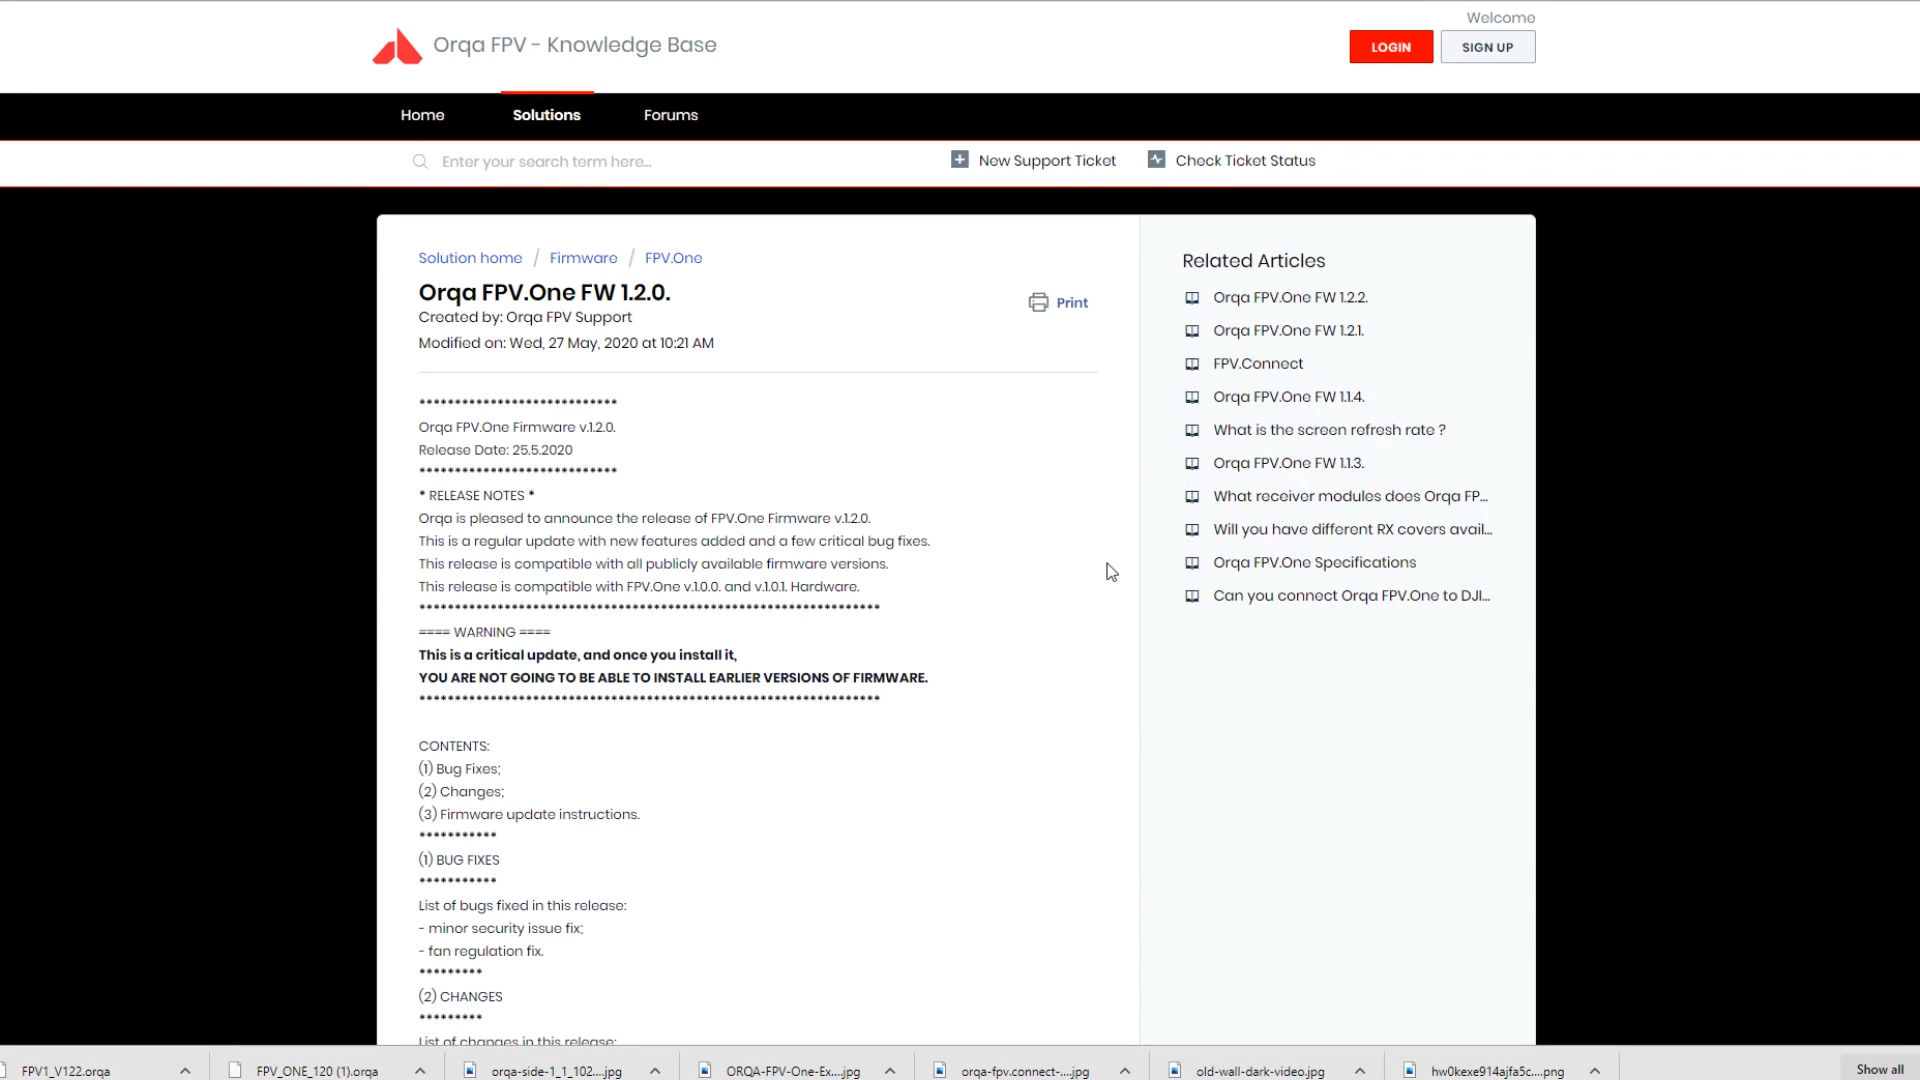 Welcome
Orqa FPV - Knowledge Base
LOGIN
SIGN UP
Home
Solutions
Forums
Enter your search term here...
New Support Ticket
Check Ticket Status
Solution home / Firmware / FPV.One
Orqa FPV.One FW 1.2.0.
Print
Created by: Orqa FPV Support
Modified on: Wed, 27 May, 2020 at 10:21 AM
****************************
Orqa FPV.One Firmware v.1.2.0.
Release Date: 25.5.2020
****************************
* RELEASE NOTES *
Orqa is pleased to announce the release of FPV.One Firmware v.1.2.0.
This is a regular update with new features added and a few critical bug fixes.
This release is compatible with all publicly available firmware versions.
This release is compatible with FPV.One v.1.0.0. and v.1.0.1. Hardware.
*****************************************************************
==== WARNING ====
This is a critical update, and once you install it,
YOU ARE NOT GOING TO BE ABLE TO INSTALL EARLIER VERSIONS OF FIRMWARE.
*****************************************************************
CONTENTS:
(1) Bug Fixes;
(2) Changes;
(3) Firmware update instructions.
***********
(1) BUG FIXES
***********
List of bugs fixed in this release:
- minor security issue fix;
- fan regulation fix.
*********
(2) CHANGES
*********
List of changes in this release:
Related Articles
Orqa FPV.One FW 1.2.2.
Orqa FPV.One FW 1.2.1.
FPV.Connect
Orqa FPV.One FW 1.1.4.
What is the screen refresh rate ?
Orqa FPV.One FW 1.1.3.
What receiver modules does Orqa FP...
Will you have different RX covers avail...
Orqa FPV.One Specifications
Can you connect Orqa FPV.One to DJI...
FPV1_V122.orqa
FPV_ONE_120 (1).orqa
orqa-side-1_1_102....jpg
ORQA-FPV-One-Ex....jpg
orqa-fpv.connect-....jpg
old-wall-dark-video.jpg
hw0kexe914ajfa5c....png
Show all